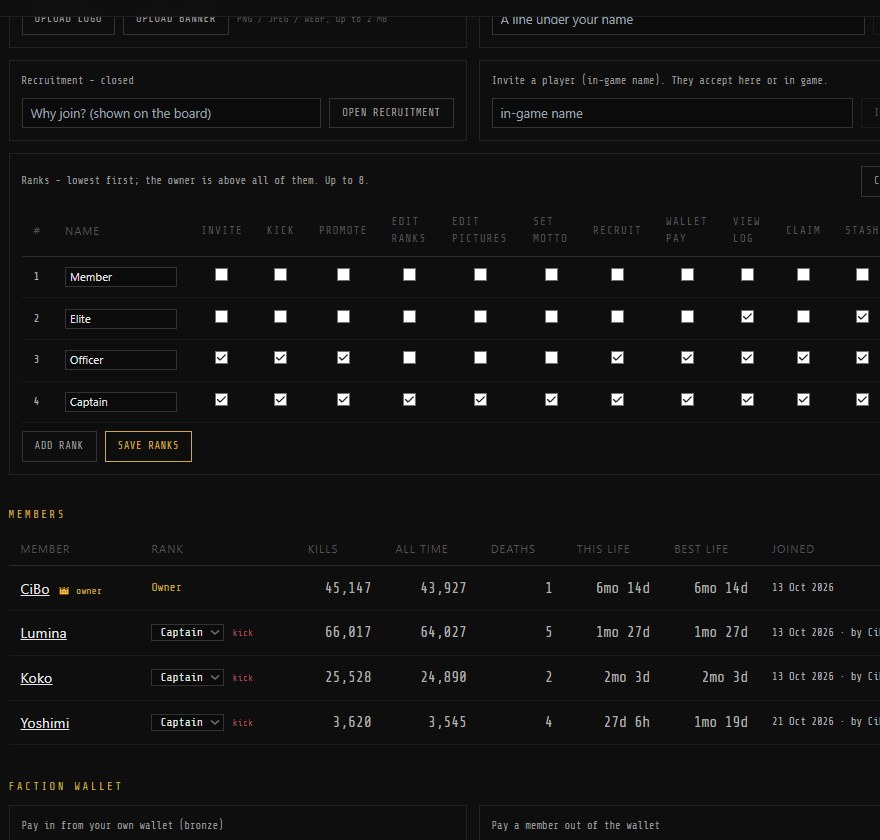 UPLOAD LOGO UPLOAD BANNER PNG / JPEG / WEBP, up to 2 MB
A line under your name
Recruitment - closed
Why join? (shown on the board) OPEN RECRUITMENT
Invite a player (in-game name). They accept here or in game.
in-game name
Ranks - lowest first; the owner is above all of them. Up to 8.
# NAME INVITE KICK PROMOTE EDIT RANKS EDIT PICTURES SET MOTTO RECRUIT WALLET PAY VIEW LOG CLAIM STASH
1 Member
2 Elite
3 Officer
4 Captain
ADD RANK SAVE RANKS
MEMBERS
MEMBER RANK KILLS ALL TIME DEATHS THIS LIFE BEST LIFE JOINED
CiBo owner Owner 45,147 43,927 1 6mo 14d 6mo 14d 13 Oct 2026
Lumina Captain kick 66,017 64,027 5 1mo 27d 1mo 27d 13 Oct 2026 · by Ci
Koko Captain kick 25,528 24,890 2 2mo 3d 2mo 3d 13 Oct 2026 · by Ci
Yoshimi Captain kick 3,620 3,545 4 27d 6h 1mo 19d 21 Oct 2026 · by Ci
FACTION WALLET
Pay in from your own wallet (bronze)
Pay a member out of the wallet